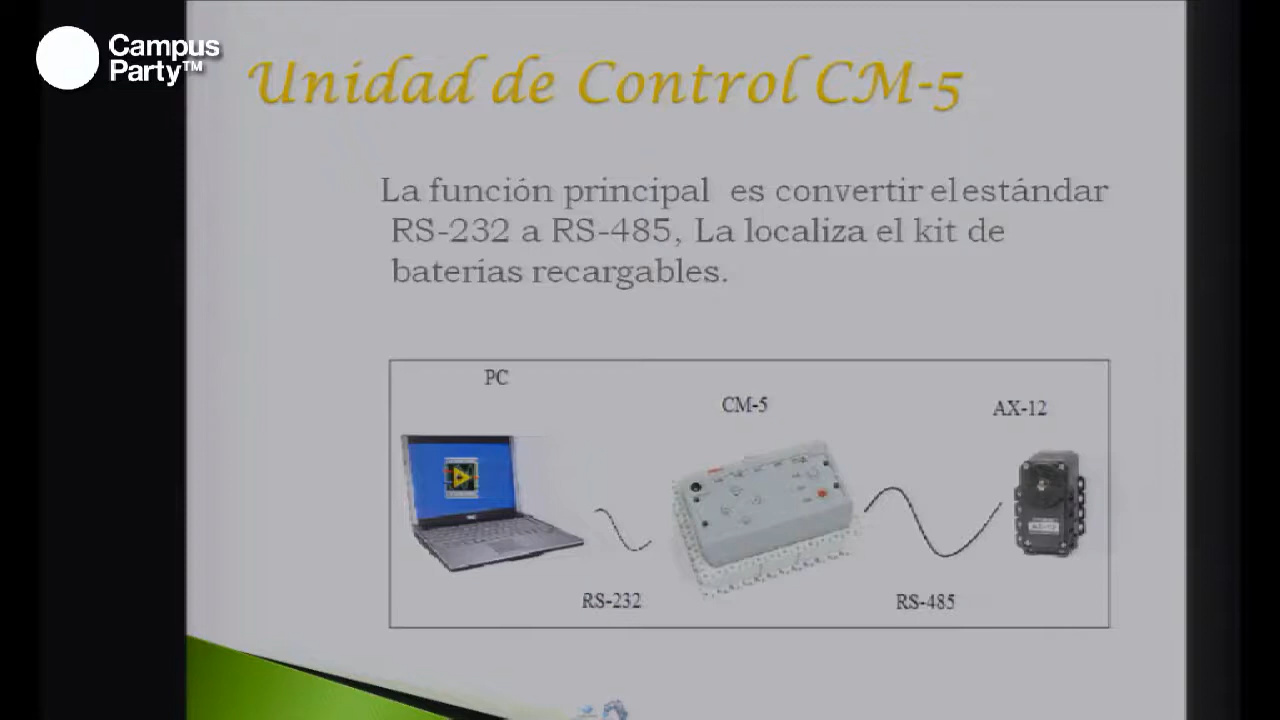 Campus
Party™
Unidad de Control CM-5
La función principal es convertir el estándar
RS-232 a RS-485, La localiza el kit de
baterías recargables.
PC
CM-5
AX-12
RS-232
RS-485